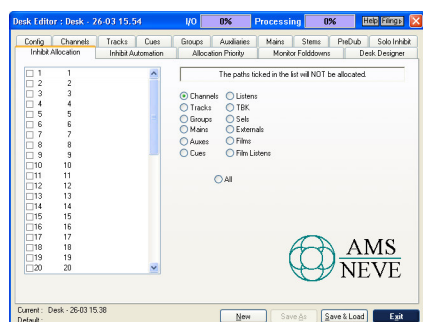 Desk Editor : Desk - 26-03 15.54 I/O 0% Processing 0% Help Filing
Config Channels Tracks Cues Groups Auxiliaries Mains Stems PreDub Solo Inhibit
Inhibit Allocation Inhibit Automation Allocation Priority Monitor Folddowns Desk Designer
The paths ticked in the list will NOT be allocated.
1 1
2 2
3 3
4 4
5 5
6 6
7 7
8 8
9 9
10 10
11 11
12 12
13 13
14 14
15 15
16 16
17 17
18 18
19 19
20 20
Channels Listens
Tracks TBK
Groups Sels
Mains Externals
Auxes Films
Cues Film Listens
All
AMS
NEVE
Current : Desk - 26-03 15.38
Default :
New Save As Save & Load Exit